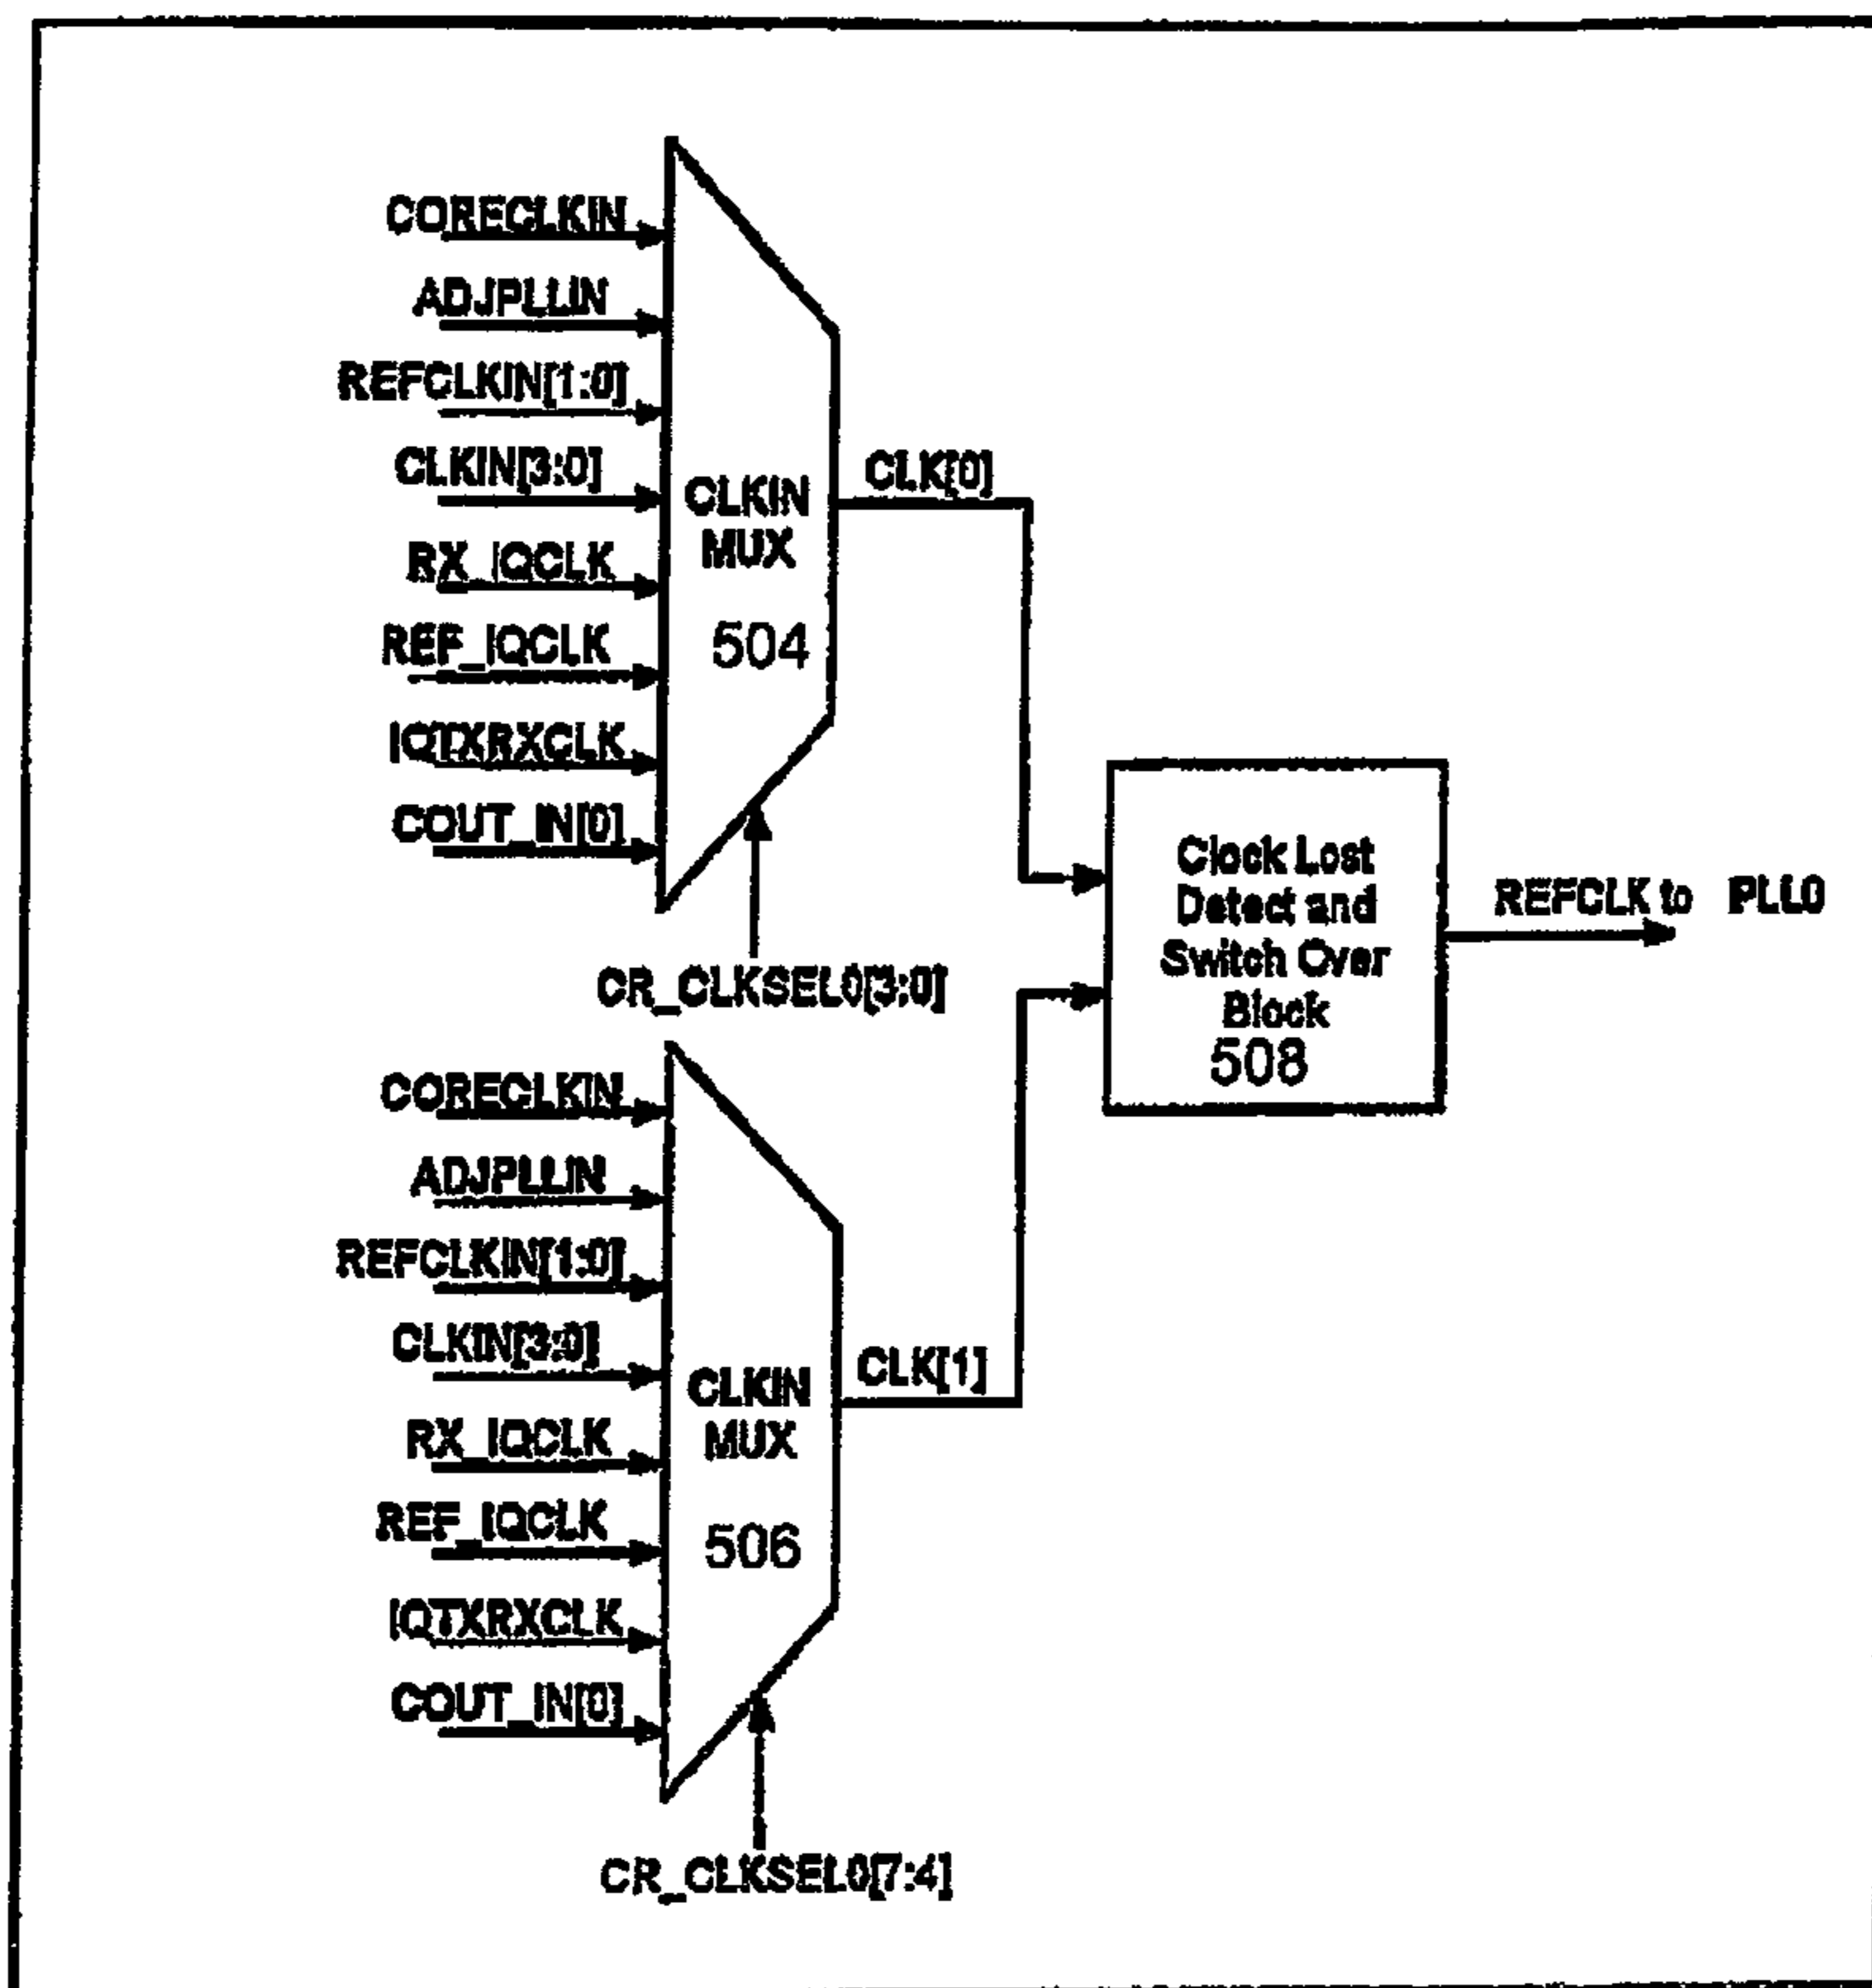 CORECLKIN
ADJPLLIN
REFCLKIN[1:0]
CLKIN[3:0]
RX_IQCLK
REF_IQCLK
IQTXRXCLK
COUT_IN[0]
CLKIN
MUX
504
CLK[0]
CR_CLKSEL0[3:0]
Clock Lost
Detect and
Switch Over
Block
508
REFCLK to PLL0
CORECLKIN
ADJPLLIN
REFCLKIN[1:0]
CLKIN[3:0]
RX_IQCLK
REF_IQCLK
IQTXRXCLK
COUT_IN[0]
CLKIN
MUX
506
CLK[1]
CR_CLKSEL0[7:4]